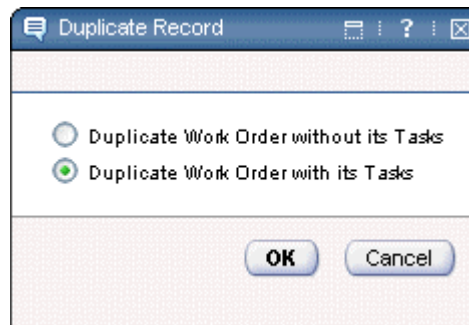 Duplicate Record ?
Duplicate Work Order without its Tasks
Duplicate Work Order with its Tasks
OK Cancel